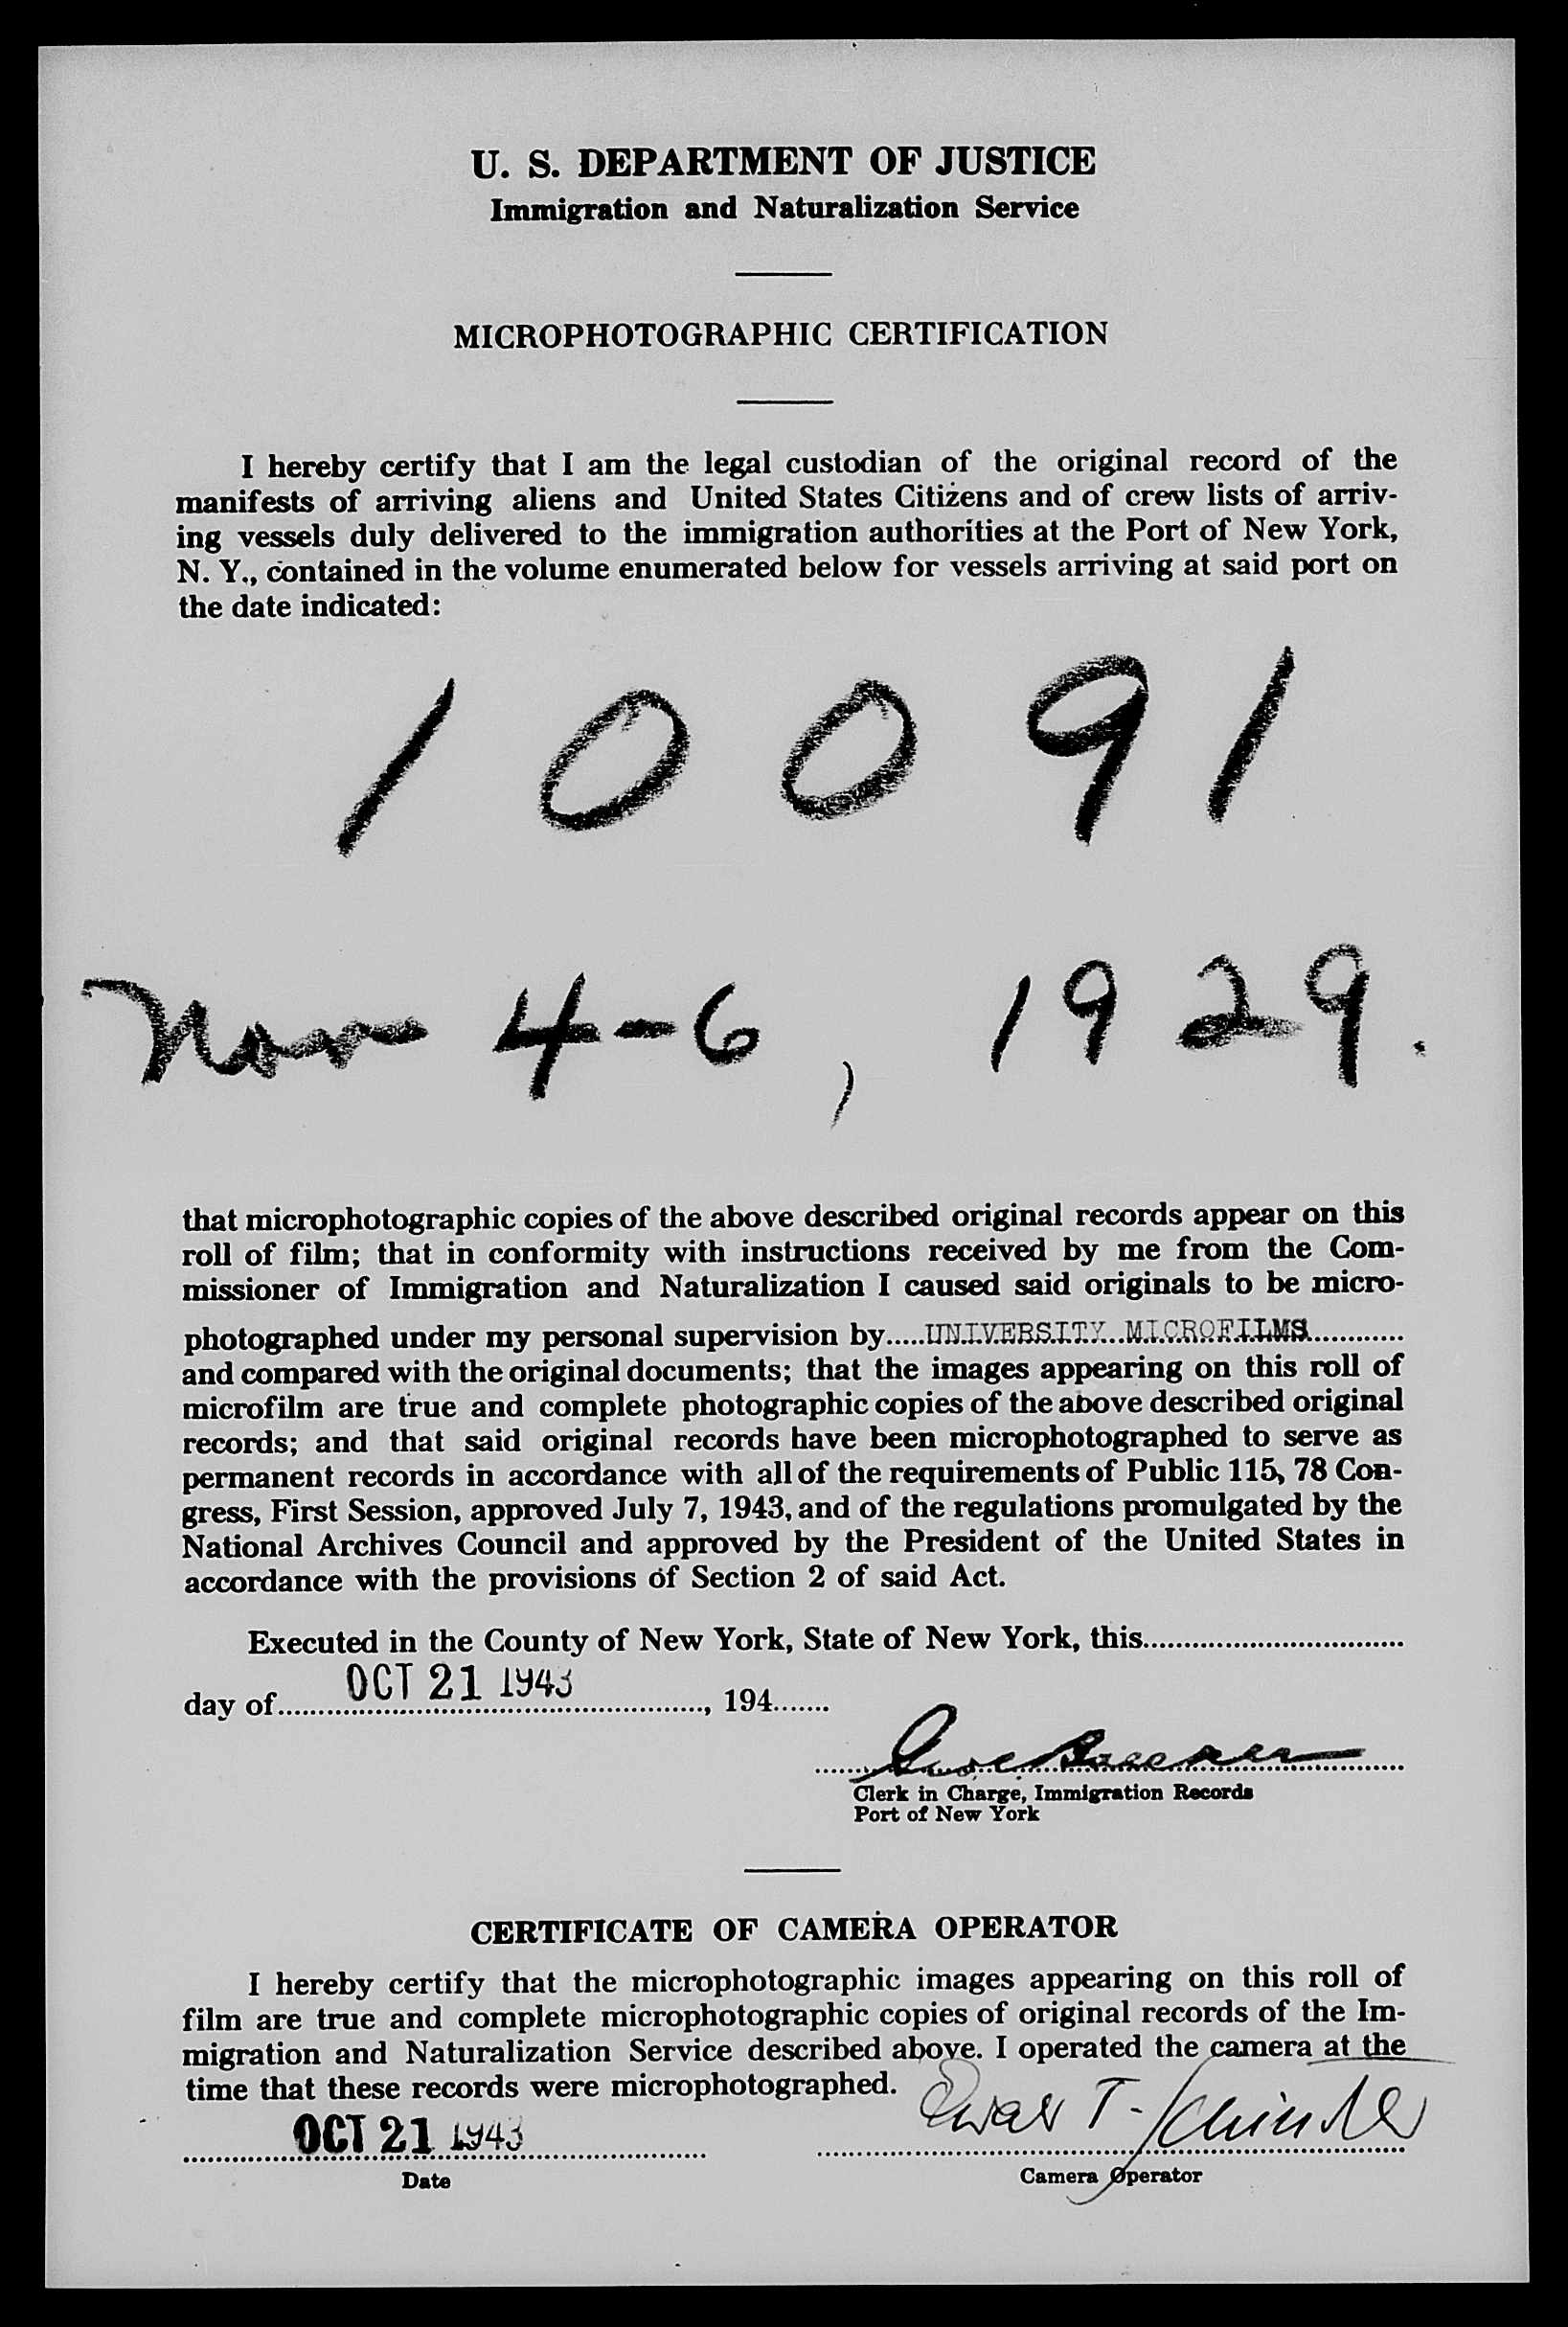 U. S. DEPARTMENT OF JUSTICE
Immigration and Naturalization Service
MICROPHOTOGRAPHIC CERTIFICATION
I hereby certify that I am the legal custodian of the original record of the
manifests of arriving aliens and United States Citizens and of crew lists of arriv-
ing vessels duly delivered to the immigration authorities at the Port of New York,
N. Y., contained in the volume enumerated below for vessels arriving at said port on
the date indicated:
10091
Nov 4-6, 1929.
that microphotographic copies of the above described original records appear on this
roll of film; that in conformity with instructions received by me from the Com-
missioner of Immigration and Naturalization I caused said originals to be micro-
photographed under my personal supervision by.....UNIVERSITY MICROFILMS............
and compared with the original documents; that the images appearing on this roll of
microfilm are true and complete photographic copies of the above described original
records; and that said original records have been microphotographed to serve as
permanent records in accordance with all of the requirements of Public 115, 78 Con-
gress, First Session, approved July 7, 1943, and of the regulations promulgated by the
National Archives Council and approved by the President of the United States in
accordance with the provisions of Section 2 of said Act.
Executed in the County of New York, State of New York, this................................
day of......OCT 21 1943................, 194.......
Clerk in Charge, Immigration Records
Port of New York
CERTIFICATE OF CAMERA OPERATOR
I hereby certify that the microphotographic images appearing on this roll of
film are true and complete microphotographic copies of original records of the Im-
migration and Naturalization Service described above. I operated the camera at the
time that these records were microphotographed.
OCT 21 1943 T.
Date Camera Operator